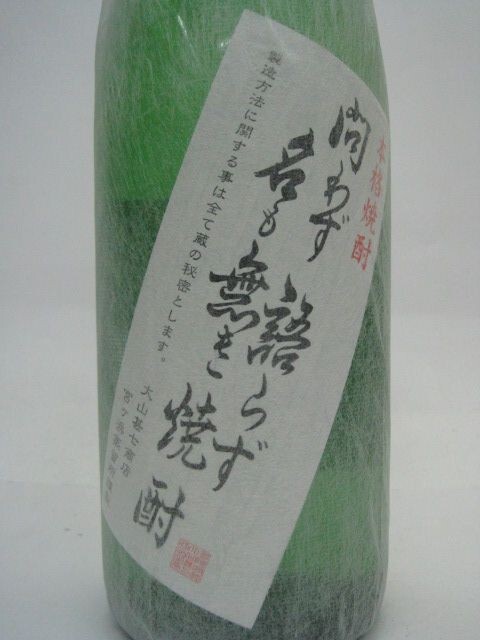 本格焼酎
問わず語らず
名も無き焼酎
製造方法に関する事は全て蔵の秘密とします。
大山甚七商店